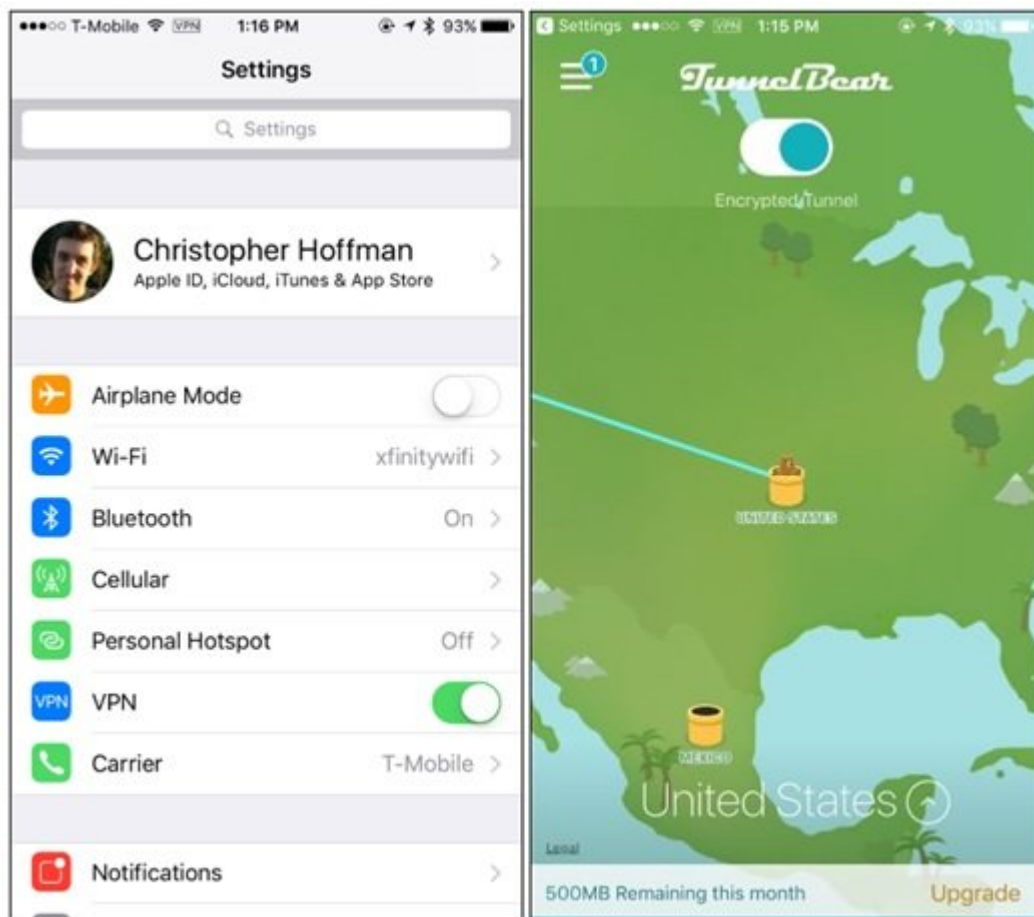 T-Mobile VPN 1:16 PM 93%
Settings
Settings
Christopher Hoffman
Apple ID, iCloud, iTunes & App Store
Airplane Mode
Wi-Fi xfinitywifi
Bluetooth On
Cellular
Personal Hotspot Off
VPN VPN
Carrier T-Mobile
Notifications
Settings VPN 1:15 PM 93%
1
TunnelBear
Encrypted Tunnel
UNITED STATES
MEXICO
United States
Legal
500MB Remaining this month Upgrade